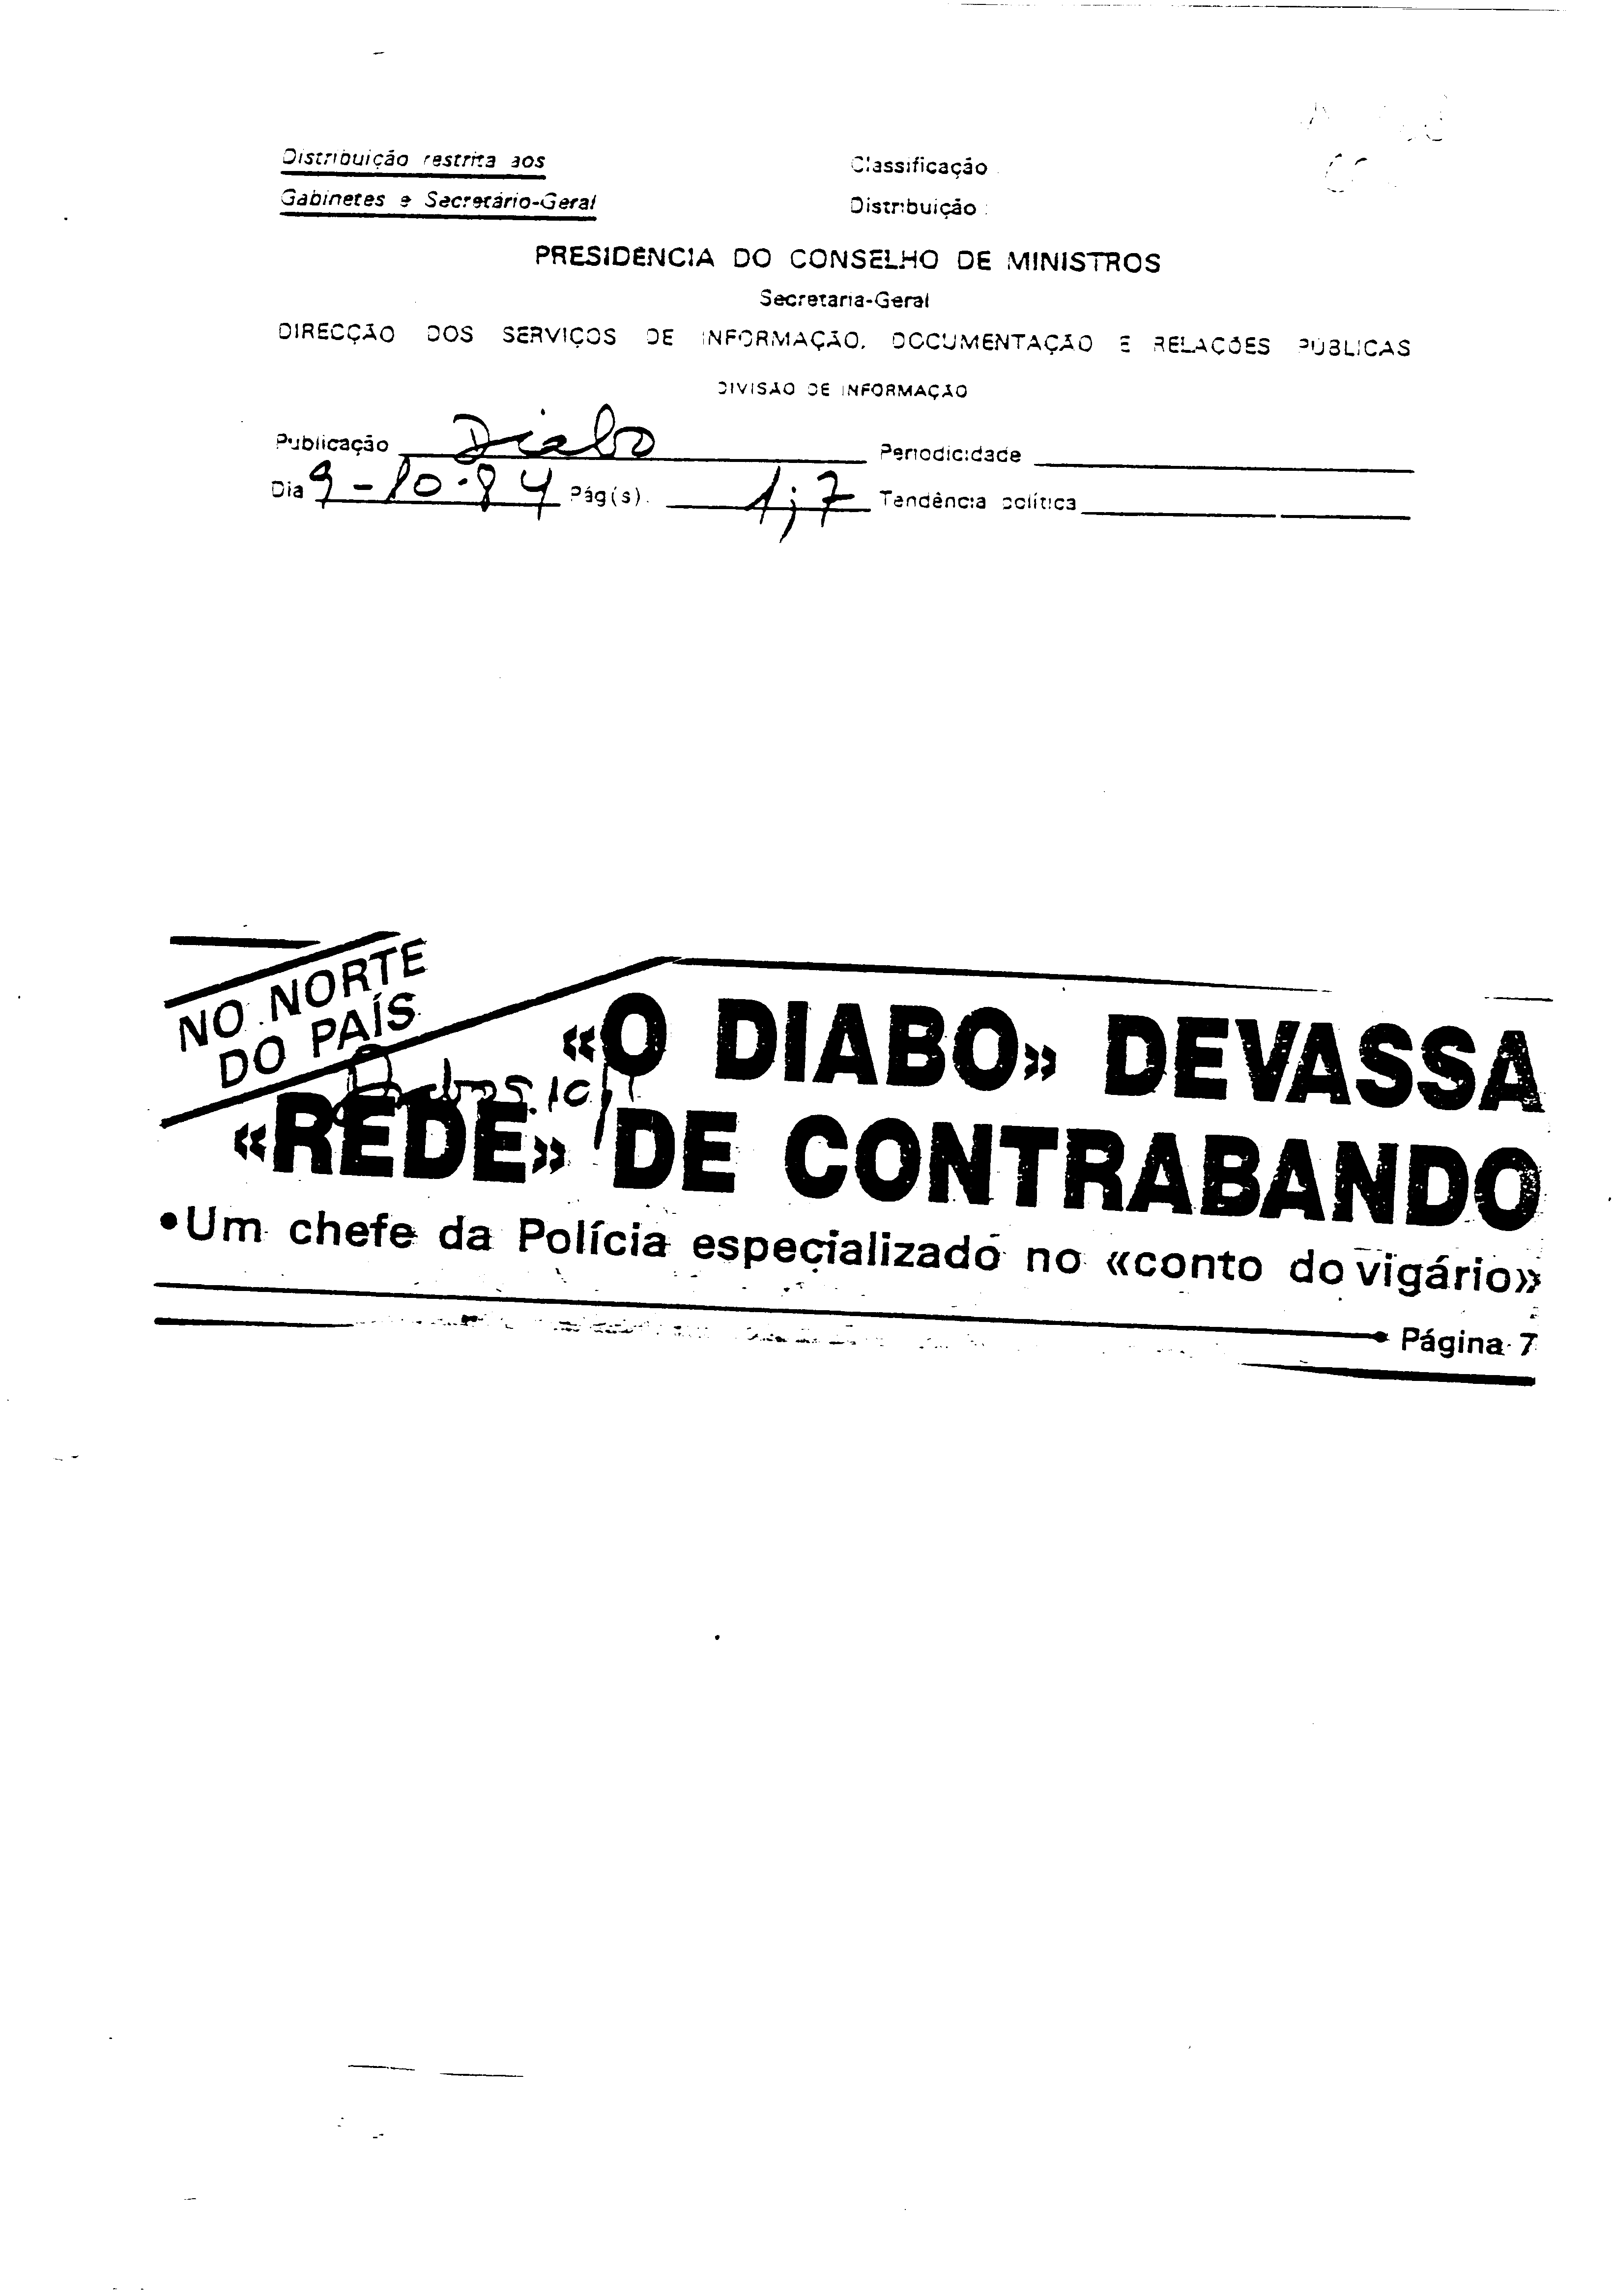 Distribuição restrita aos
Gabinetes e Secretário-Geral
Classificação
Distribuição :
PRESIDÊNCIA DO CONSELHO DE MINISTROS
Secretaria-Geral
DIRECÇÃO DOS SERVIÇOS DE INFORMAÇÃO, DOCUMENTAÇÃO E RELAÇÕES PÚBLICAS
DIVISÃO DE INFORMAÇÃO
Publicação Diabo Periodicidade
Dia 9-10-84 Pág(s). 1;7 Tendência política
NO NORTE
DO PAÍS
«O DIABO» DEVASSA
«REDE» DE CONTRABANDO
•Um chefe da Polícia especializado no «conto do vigário»
Página 7